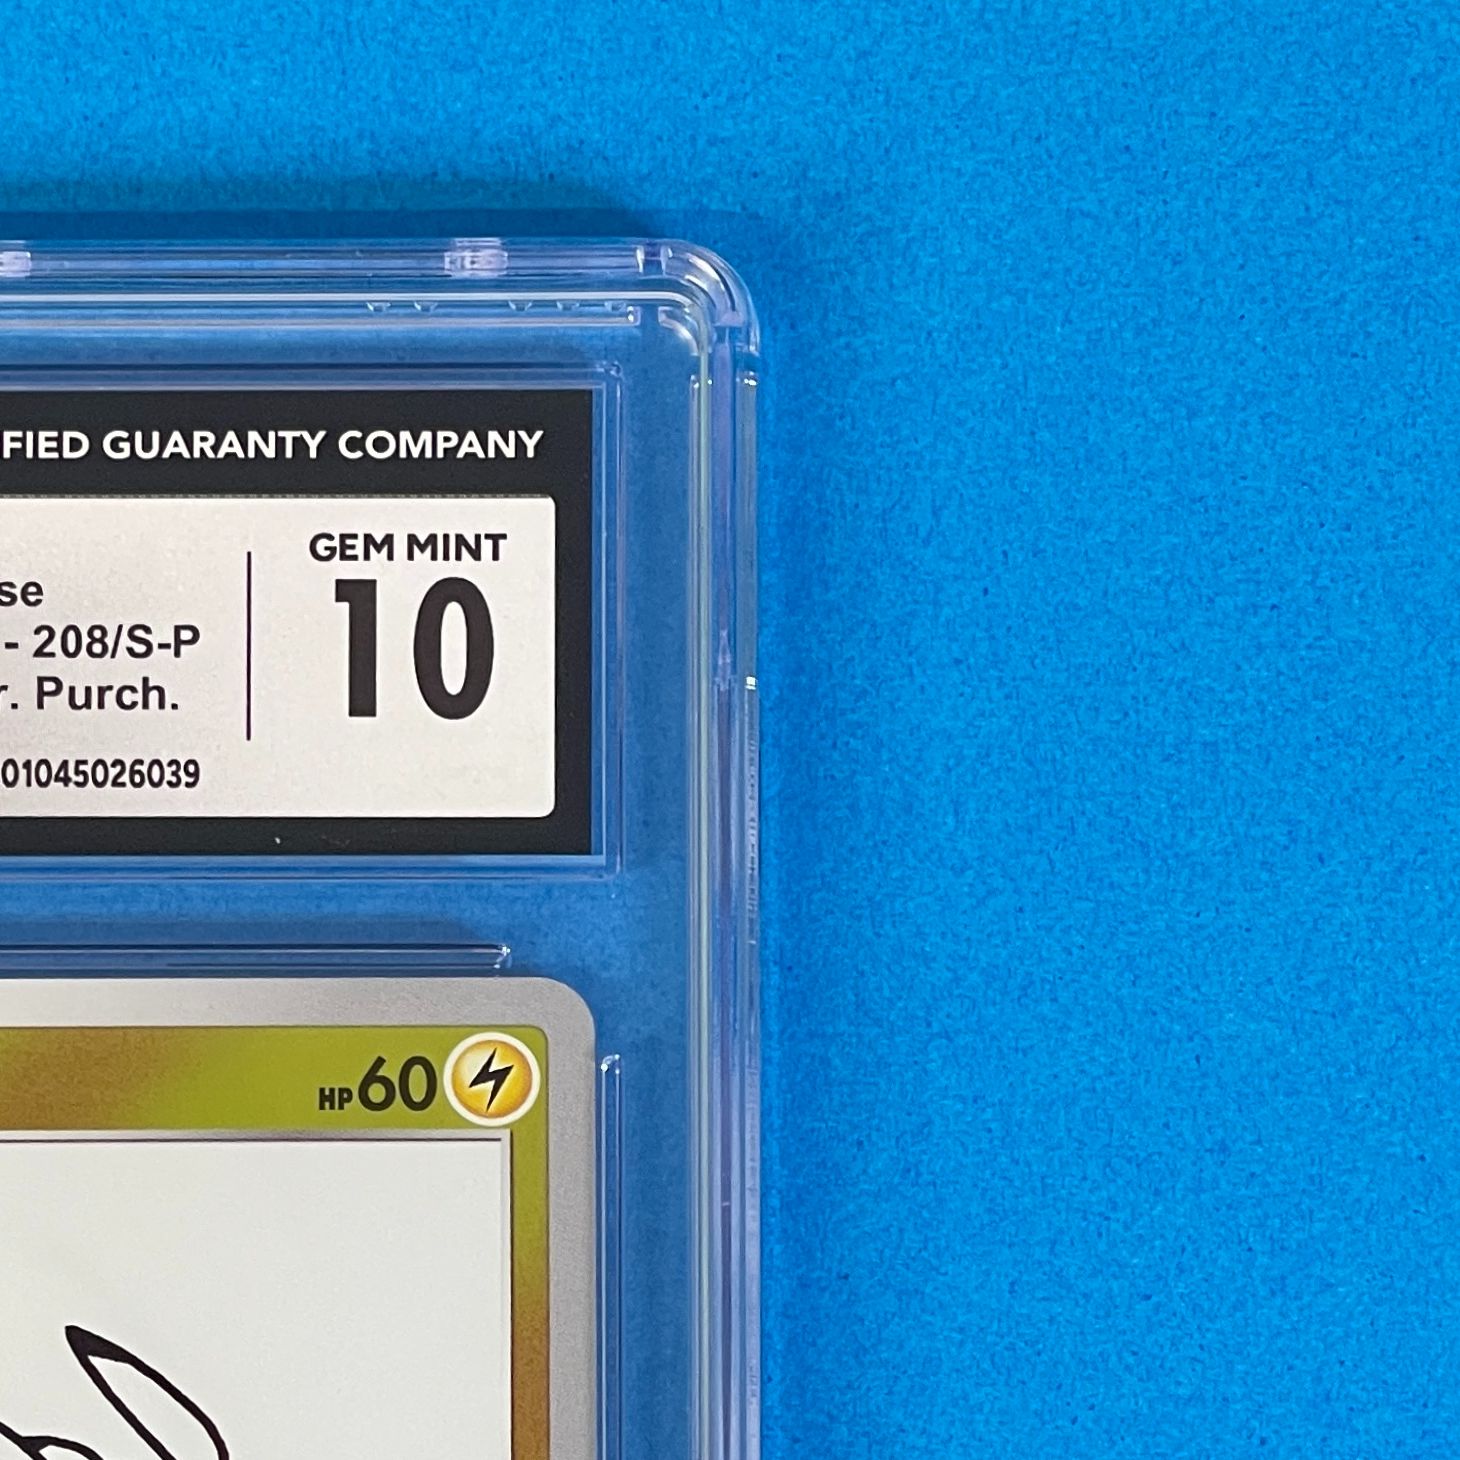 FIED GUARANTY COMPANY
GEM MINT
10
se
- 208/S-P
r. Purch.
01045026039
HP60